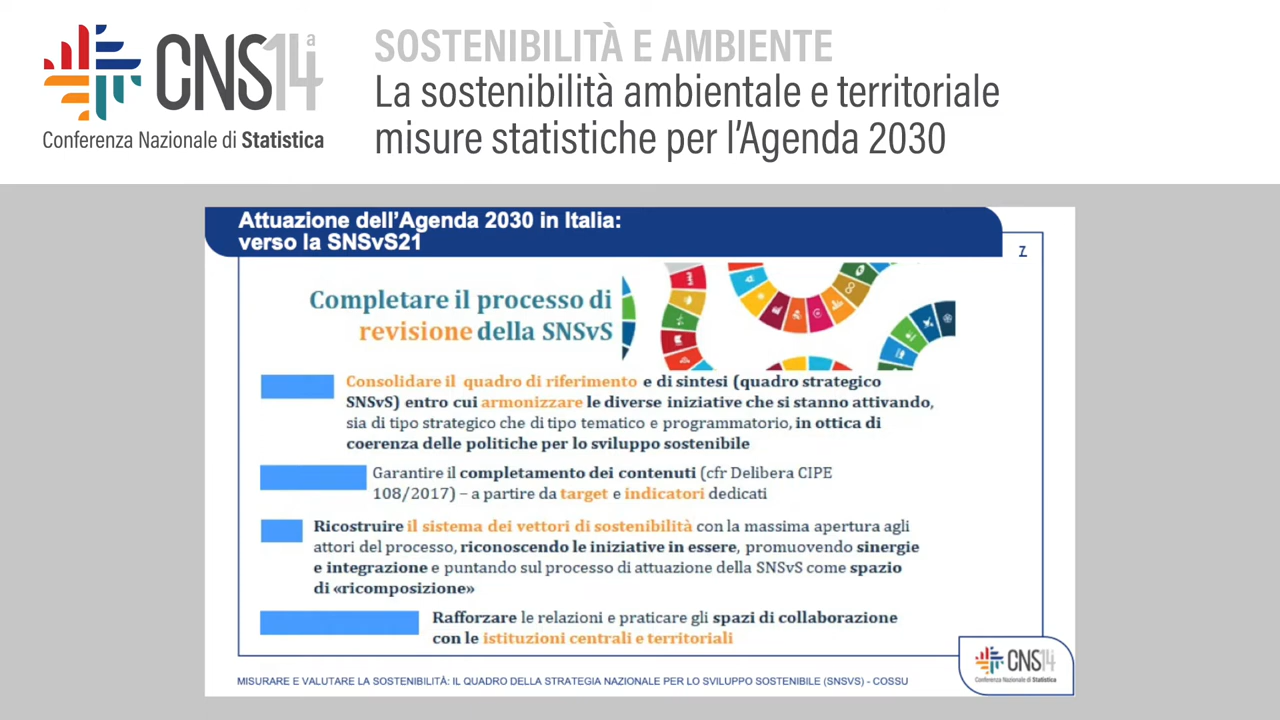 CNS14ª
Conferenza Nazionale di Statistica
SOSTENIBILITÀ E AMBIENTE
La sostenibilità ambientale e territoriale
misure statistiche per l'Agenda 2030
Attuazione dell'Agenda 2030 in Italia:
verso la SNSvS21
Z
Completare il processo di
revisione della SNSvS
Consolidare il quadro di riferimento e di sintesi (quadro strategico
SNSvS) entro cui armonizzare le diverse iniziative che si stanno attivando,
sia di tipo strategico che di tipo tematico e programmatorio, in ottica di
coerenza delle politiche per lo sviluppo sostenibile
Garantire il completamento dei contenuti (cfr Delibera CIPE
108/2017) – a partire da target e indicatori dedicati
Ricostruire il sistema dei vettori di sostenibilità con la massima apertura agli
attori del processo, riconoscendo le iniziative in essere, promuovendo sinergie
e integrazione e puntando sul processo di attuazione della SNSvS come spazio
di «ricomposizione»
Rafforzare le relazioni e praticare gli spazi di collaborazione
con le istituzioni centrali e territoriali
MISURARE E VALUTARE LA SOSTENIBILITÀ: IL QUADRO DELLA STRATEGIA NAZIONALE PER LO SVILUPPO SOSTENIBILE (SNSVS) - COSSU
CNS14
Conferenza Nazionale di Statistica